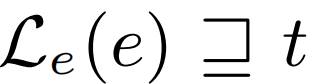 ℒₑ(e) ⊒ t